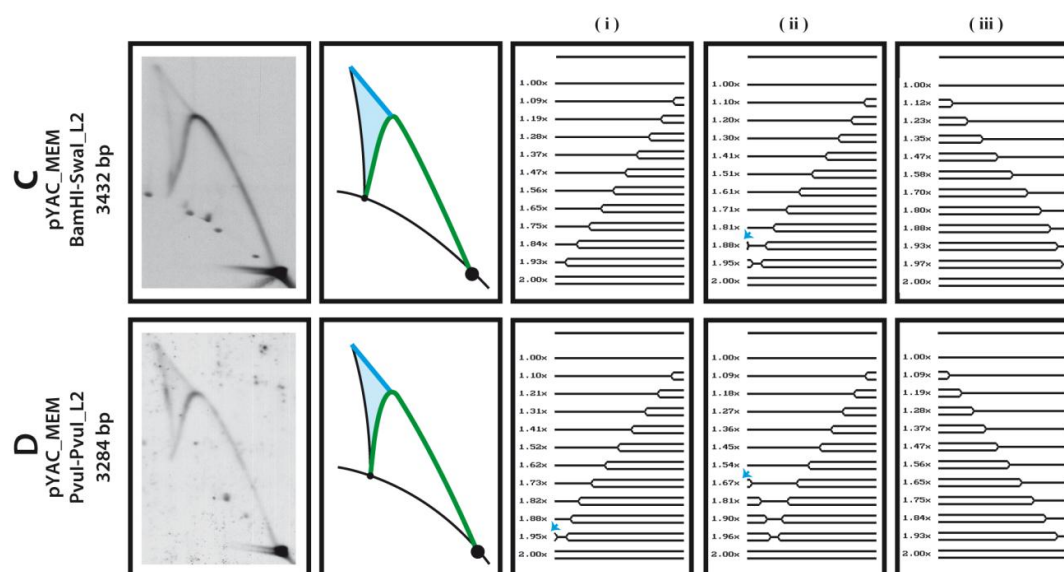 ( i )
( ii )
( iii )
C
pYAC_MEM
BamHI-SwaI_L2
3432 bp
1.00x
1.09x
1.19x
1.28x
1.37x
1.47x
1.56x
1.65x
1.75x
1.84x
1.93x
2.00x
1.00x
1.10x
1.20x
1.30x
1.41x
1.51x
1.61x
1.71x
1.81x
1.88x
1.95x
2.00x
1.00x
1.12x
1.23x
1.35x
1.47x
1.58x
1.70x
1.80x
1.88x
1.93x
1.97x
2.00x
D
pYAC_MEM
PvuI-PvuI_L2
3284 bp
1.00x
1.10x
1.21x
1.31x
1.41x
1.52x
1.62x
1.73x
1.82x
1.88x
1.95x
2.00x
1.00x
1.09x
1.18x
1.27x
1.36x
1.45x
1.54x
1.67x
1.81x
1.90x
1.96x
2.00x
1.00x
1.09x
1.19x
1.28x
1.37x
1.47x
1.56x
1.65x
1.75x
1.84x
1.93x
2.00x